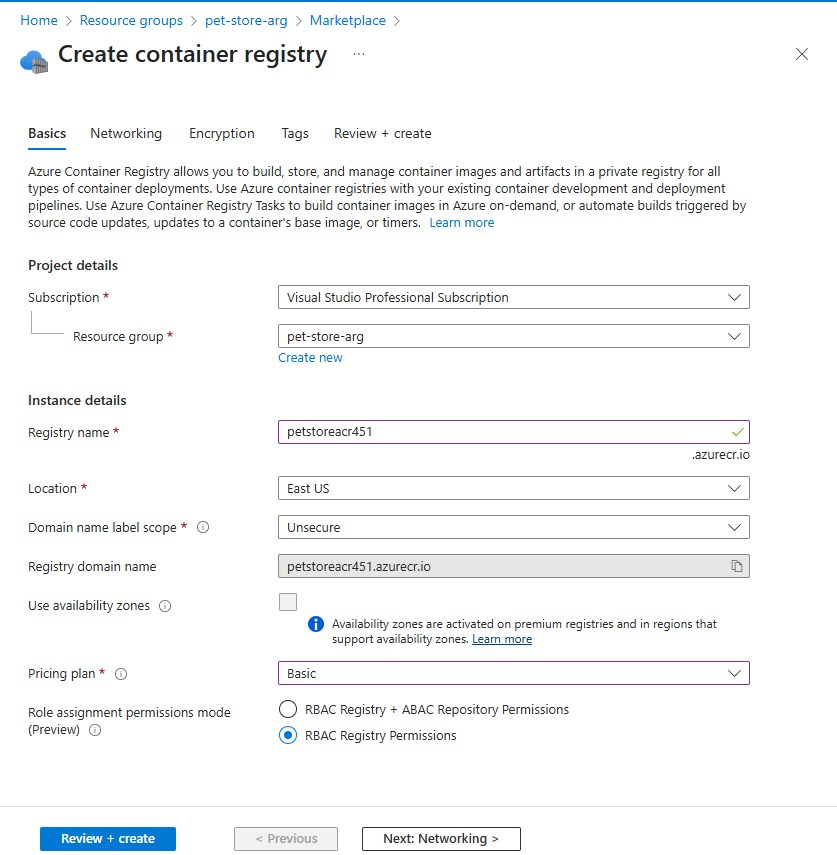 Home > Resource groups > pet-store-arg > Marketplace >
Create container registry ...
Basics Networking Encryption Tags Review + create
Azure Container Registry allows you to build, store, and manage container images and artifacts in a private registry for all
types of container deployments. Use Azure container registries with your existing container development and deployment
pipelines. Use Azure Container Registry Tasks to build container images in Azure on-demand, or automate builds triggered by
source code updates, updates to a container's base image, or timers. Learn more
Project details
Subscription *
Visual Studio Professional Subscription
Resource group *
pet-store-arg
Create new
Instance details
Registry name *
petstoreacr451
.azurecr.io
Location *
East US
Domain name label scope *
Unsecure
Registry domain name
petstoreacr451.azurecr.io
Use availability zones
Availability zones are activated on premium registries and in regions that
support availability zones. Learn more
Pricing plan *
Basic
Role assignment permissions mode
(Preview)
RBAC Registry + ABAC Repository Permissions
RBAC Registry Permissions
Review + create
< Previous
Next: Networking >